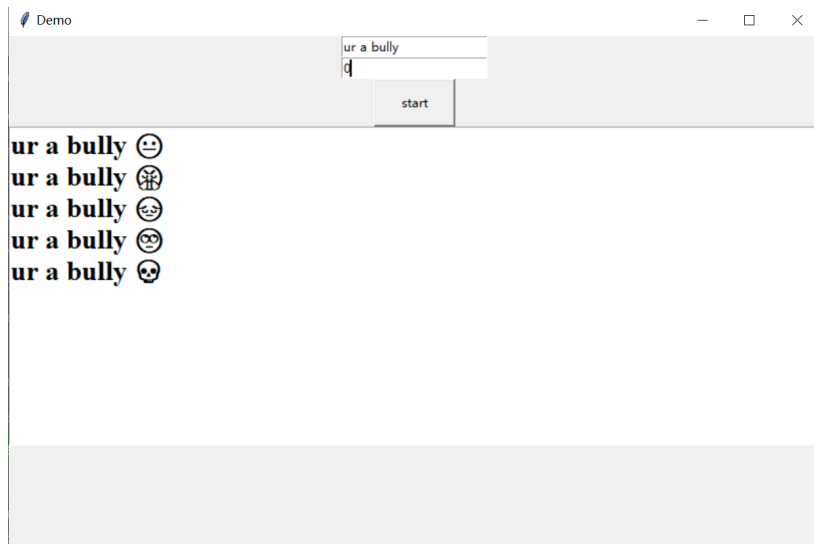 Demo
ur a bully
0
start
ur a bully 😐
ur a bully 😤
ur a bully 😔
ur a bully 🙄
ur a bully 💀